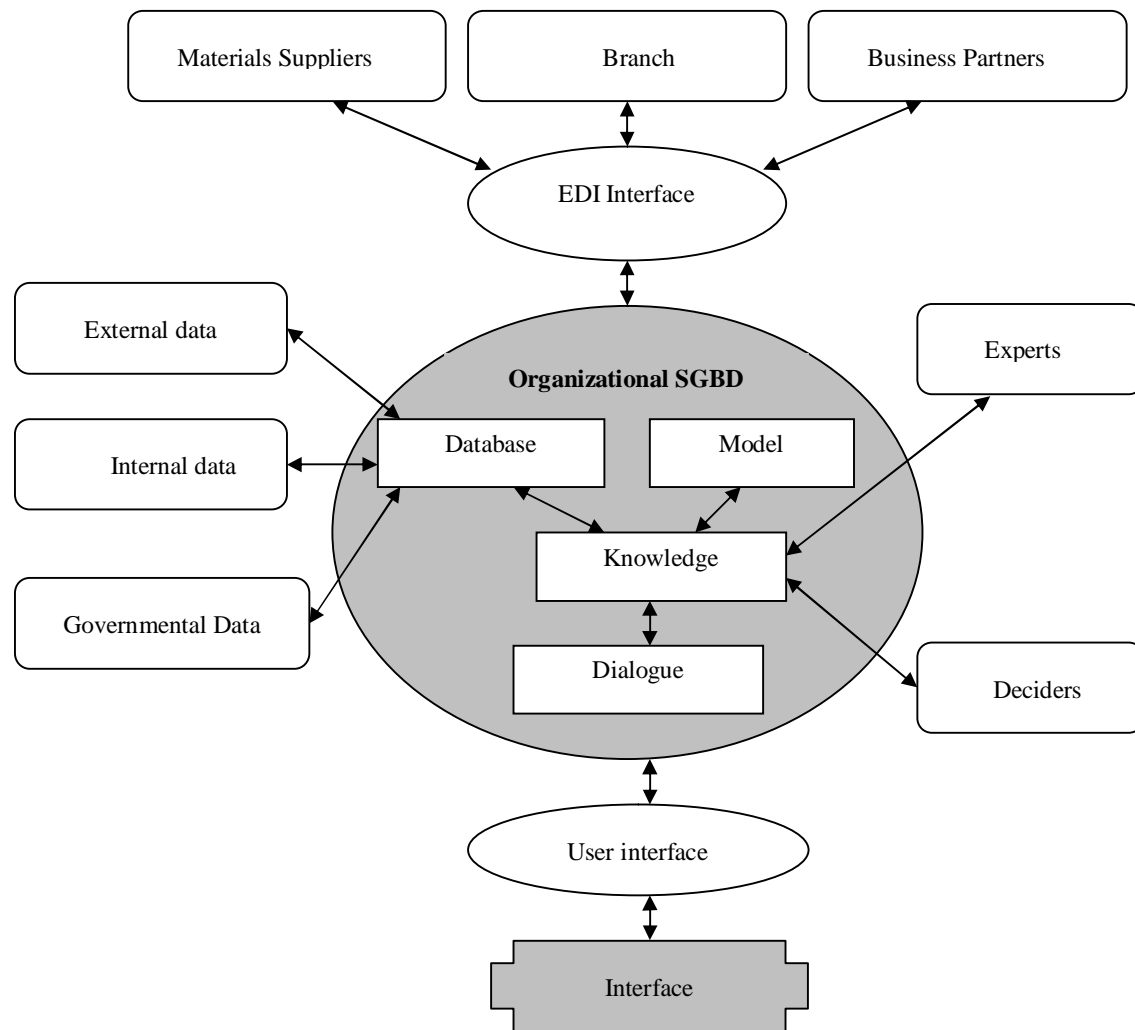 Materials Suppliers
Branch
Business Partners
EDI Interface
External data
Experts
Organizational SGBD
Database
Model
Internal data
Knowledge
Governmental Data
Dialogue
Deciders
User interface
Interface